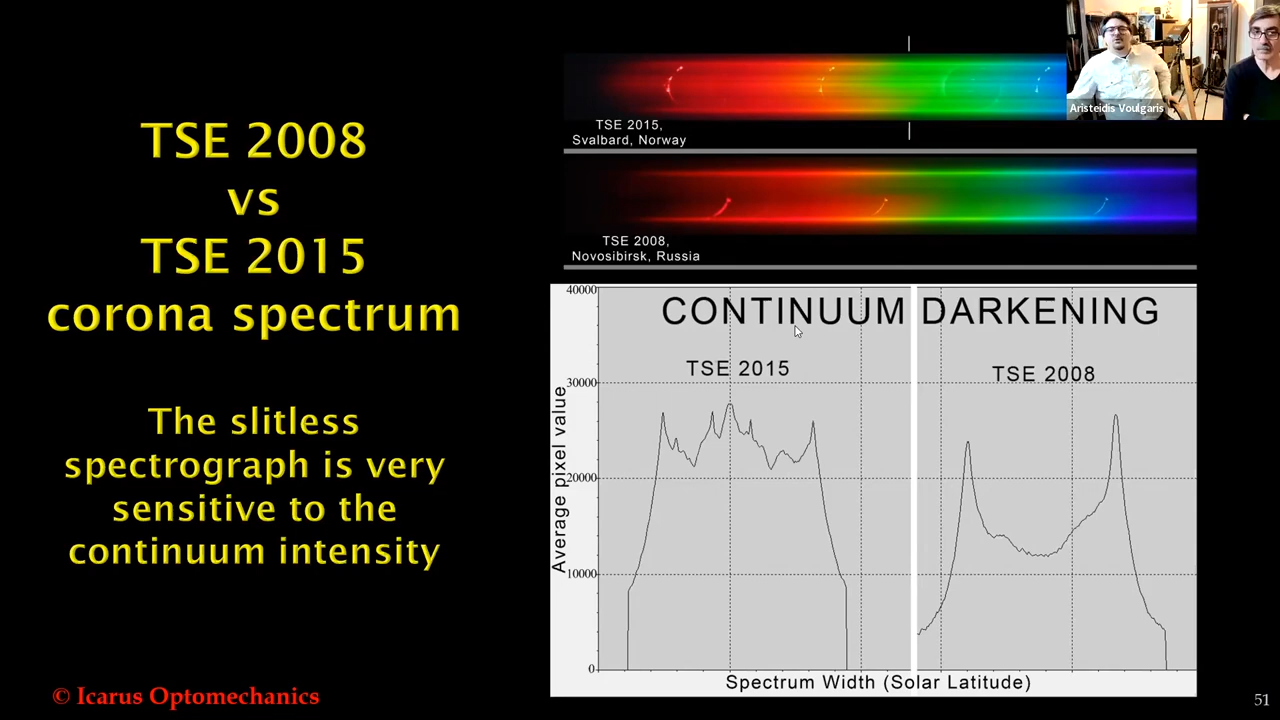 TSE 2008
vs
TSE 2015
corona spectrum
The slitless
spectrograph is very
sensitive to the
continuum intensity
© Icarus Optomechanics
Aristeidis Voulgaris
TSE 2015,
Svalbard, Norway
TSE 2008,
Novosibirsk, Russia
CONTINUUM DARKENING
TSE 2015
TSE 2008
Average pixel value
40000
30000
20000
10000
0
Spectrum Width (Solar Latitude)
51